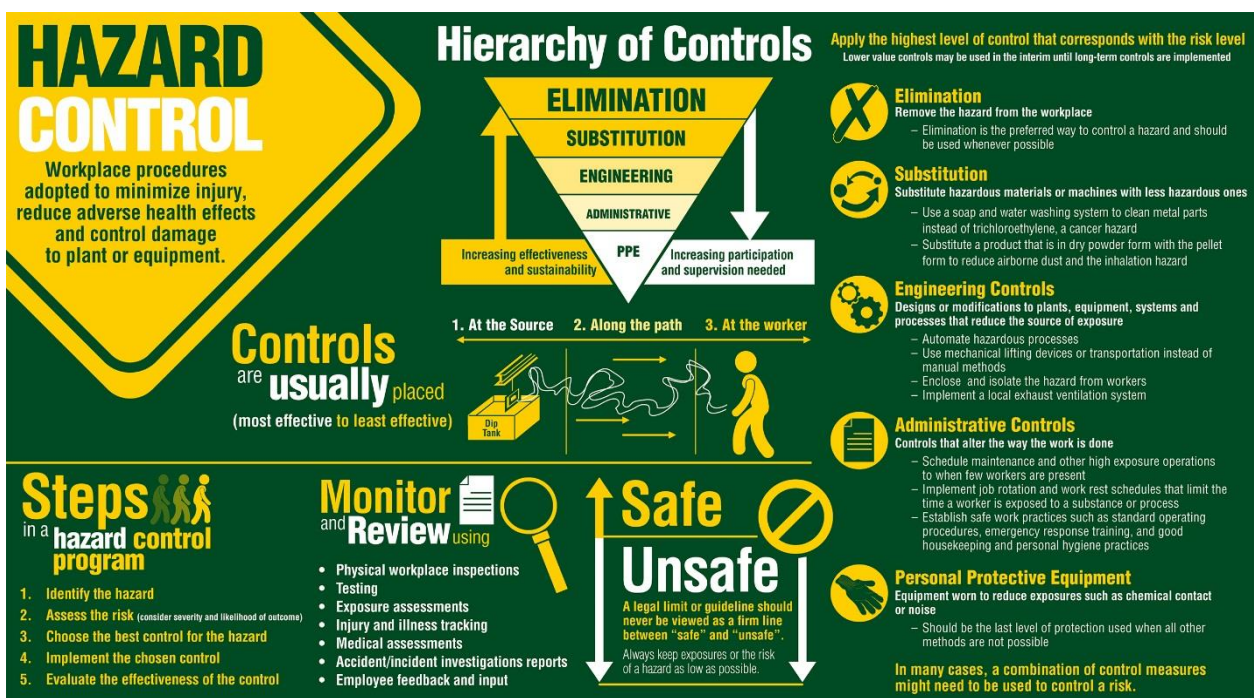 HAZARD
CONTROL
Workplace procedures
adopted to minimize injury,
reduce adverse health effects
and control damage
to plant or equipment.
Hierarchy of Controls
ELIMINATION
SUBSTITUTION
ENGINEERING
ADMINISTRATIVE
PPE
Increasing effectiveness
and sustainability
Increasing participation
and supervision needed
Controls
are usually placed
(most effective to least effective)
1. At the Source
2. Along the path
3. At the worker
Dip
Tank
Apply the highest level of control that corresponds with the risk level
Lower value controls may be used in the interim until long-term controls are implemented
Elimination
Remove the hazard from the workplace
– Elimination is the preferred way to control a hazard and should
be used whenever possible
Substitution
Substitute hazardous materials or machines with less hazardous ones
– Use a soap and water washing system to clean metal parts
instead of trichloroethylene, a cancer hazard
– Substitute a product that is in dry powder form with the pellet
form to reduce airborne dust and the inhalation hazard
Engineering Controls
Designs or modifications to plants, equipment, systems and
processes that reduce the source of exposure
– Automate hazardous processes
– Use mechanical lifting devices or transportation instead of
manual methods
– Enclose and isolate the hazard from workers
– Implement a local exhaust ventilation system
Administrative Controls
Controls that alter the way the work is done
– Schedule maintenance and other high exposure operations
to when few workers are present
– Implement job rotation and work rest schedules that limit the
time a worker is exposed to a substance or process
– Establish safe work practices such as standard operating
procedures, emergency response training, and good
housekeeping and personal hygiene practices
Personal Protective Equipment
Equipment worn to reduce exposures such as chemical contact
or noise
– Should be the last level of protection used when all other
methods are not possible
In many cases, a combination of control measures
might need to be used to control a risk.
Steps
in a hazard control
program
1. Identify the hazard
2. Assess the risk (consider severity and likelihood of outcome)
3. Choose the best control for the hazard
4. Implement the chosen control
5. Evaluate the effectiveness of the control
Monitor
and Review using
• Physical workplace inspections
• Testing
• Exposure assessments
• Injury and illness tracking
• Medical assessments
• Accident/incident investigations reports
• Employee feedback and input
Safe
Unsafe
A legal limit or guideline should
never be viewed as a firm line
between “safe” and “unsafe”.
Always keep exposures or the risk
of a hazard as low as possible.